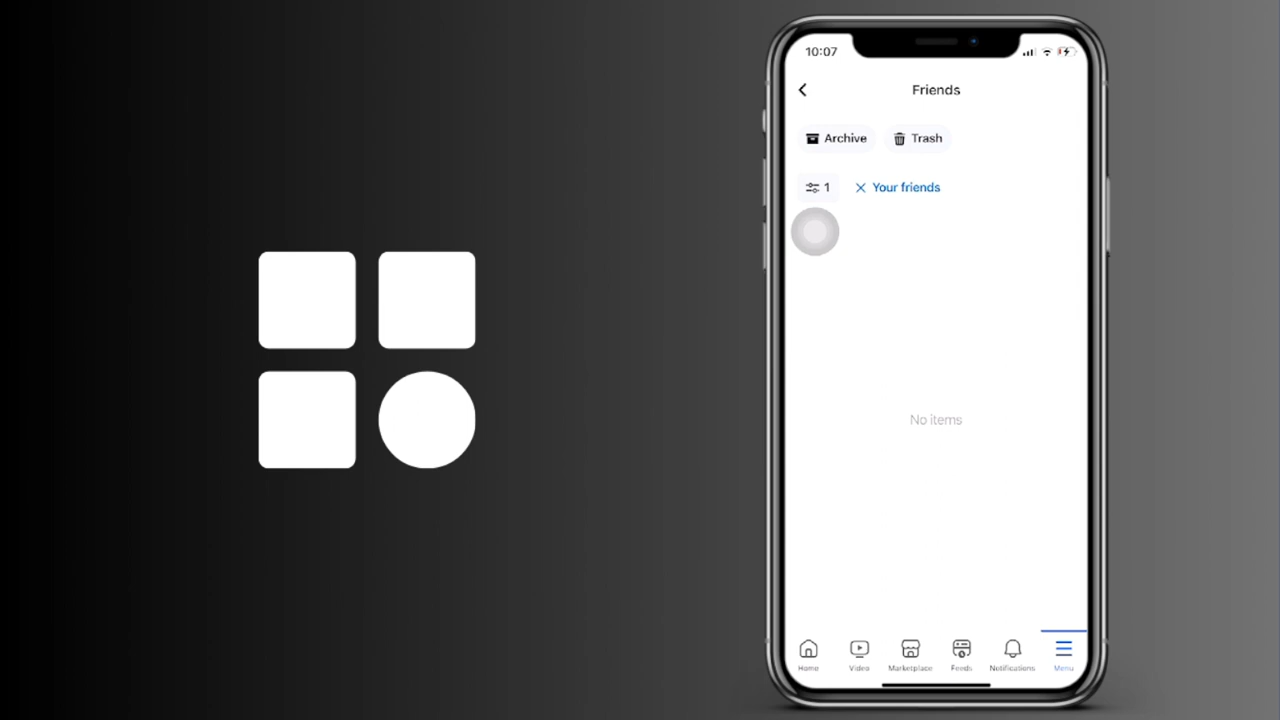 10:07
Friends
Archive Trash
1 Your friends
No items
Home Video Marketplace Feeds Notifications Menu